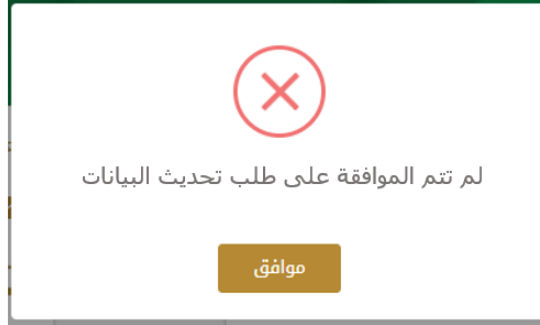 لم تتم الموافقة على طلب تحديث البيانات
موافق